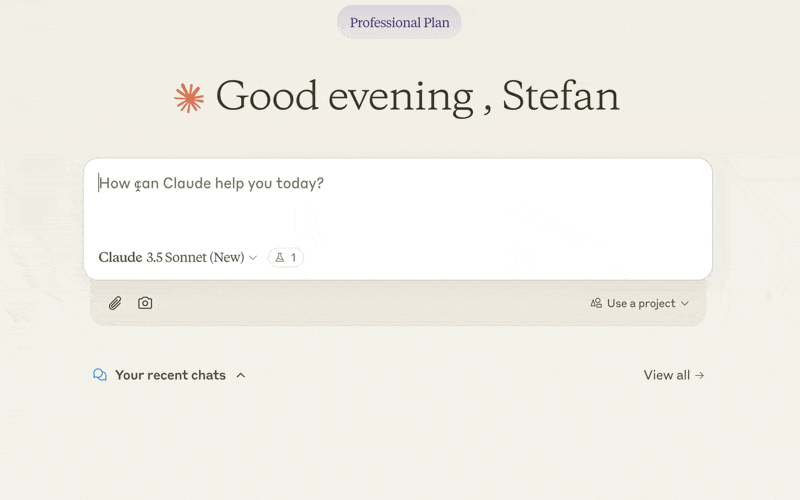 Professional Plan
Good evening , Stefan
How can Claude help you today?
Claude 3.5 Sonnet (New) 1
Use a project
Your recent chats View all →